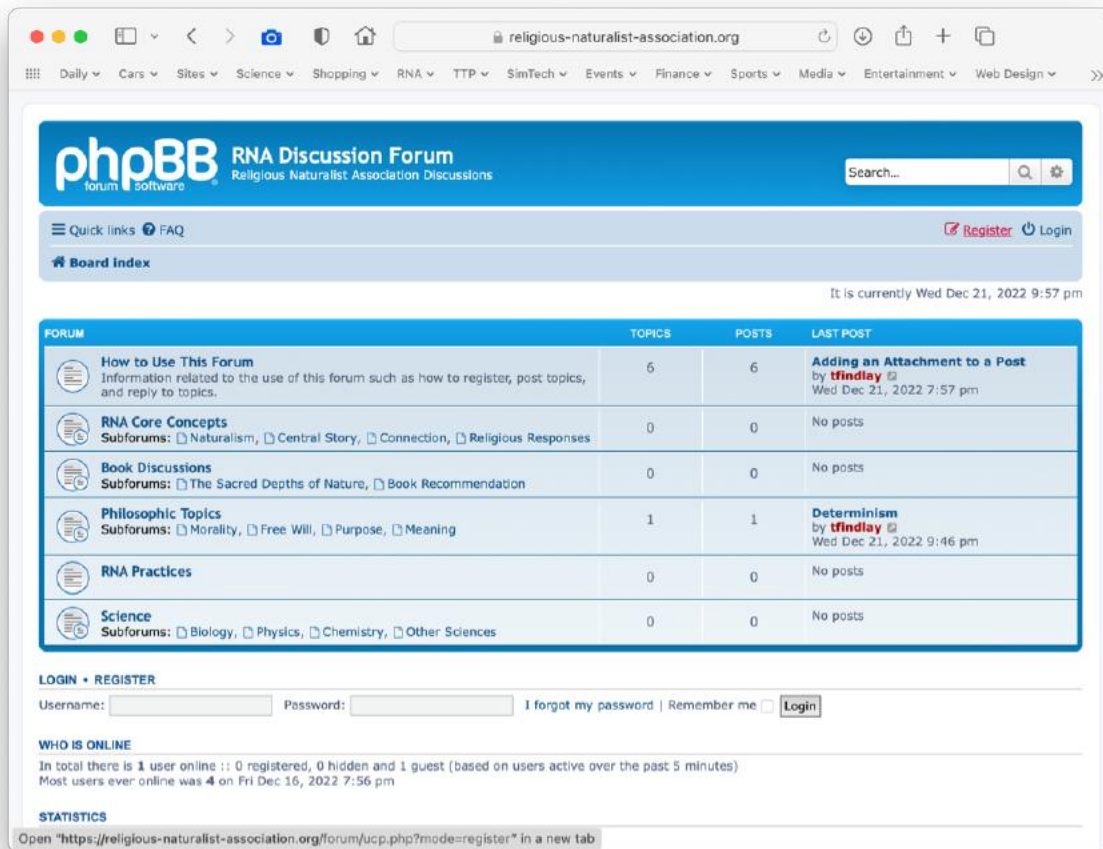 religious-naturalist-association.org
Daily Cars Sites Science Shopping RNA TTP SimTech Events Finance Sports Media Entertainment Web Design »
phpBB
forum software
RNA Discussion Forum
Religious Naturalist Association Discussions
Search...
Quick links FAQ
Register Login
Board index
It is currently Wed Dec 21, 2022 9:57 pm
FORUM TOPICS POSTS LAST POST
How to Use This Forum
Information related to the use of this forum such as how to register, post topics,
and reply to topics.
6 6
Adding an Attachment to a Post
by tfindlay
Wed Dec 21, 2022 7:57 pm
RNA Core Concepts
Subforums: Naturalism, Central Story, Connection, Religious Responses
0 0 No posts
Book Discussions
Subforums: The Sacred Depths of Nature, Book Recommendation
0 0 No posts
Philosophic Topics
Subforums: Morality, Free Will, Purpose, Meaning
1 1
Determinism
by tfindlay
Wed Dec 21, 2022 9:46 pm
RNA Practices
0 0 No posts
Science
Subforums: Biology, Physics, Chemistry, Other Sciences
0 0 No posts
LOGIN • REGISTER
Username: Password: I forgot my password | Remember me Login
WHO IS ONLINE
In total there is 1 user online :: 0 registered, 0 hidden and 1 guest (based on users active over the past 5 minutes)
Most users ever online was 4 on Fri Dec 16, 2022 7:56 pm
STATISTICS
Open "https://religious-naturalist-association.org/forum/ucp.php?mode=register" in a new tab